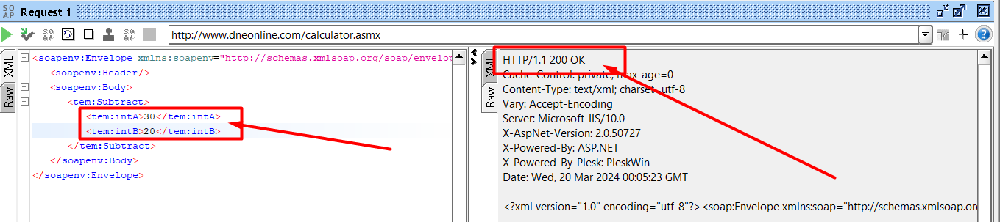 SO
AP
Request 1
SO
AP
SO
AP
http://www.dneonline.com/calculator.asmx
XML
Raw
<soapenv:Envelope xmlns:soapenv="http://schemas.xmlsoap.org/soap/envelop
<soapenv:Header/>
<soapenv:Body>
<tem:Subtract>
<tem:intA>30</tem:intA>
<tem:intB>20</tem:intB>
</tem:Subtract>
</soapenv:Body>
</soapenv:Envelope>
XML
Raw
HTTP/1.1 200 OK
Cache-Control: private, max-age=0
Content-Type: text/xml; charset=utf-8
Vary: Accept-Encoding
Server: Microsoft-IIS/10.0
X-AspNet-Version: 2.0.50727
X-Powered-By: ASP.NET
X-Powered-By-Plesk: PleskWin
Date: Wed, 20 Mar 2024 00:05:23 GMT
<?xml version="1.0" encoding="utf-8"?><soap:Envelope xmlns:soap="http://schemas.xmlsoap.org